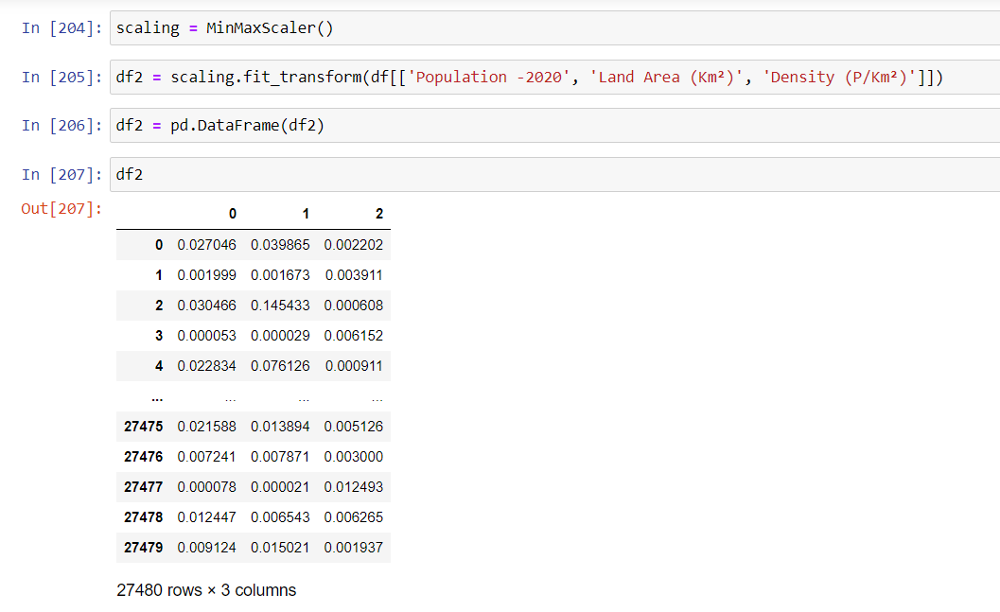 In [204]: scaling = MinMaxScaler()
In [205]: df2 = scaling.fit_transform(df[['Population -2020', 'Land Area (Km²)', 'Density (P/Km²)']])
In [206]: df2 = pd.DataFrame(df2)
In [207]: df2
Out[207]:
0 1 2
0 0.027046 0.039865 0.002202
1 0.001999 0.001673 0.003911
2 0.030466 0.145433 0.000608
3 0.000053 0.000029 0.006152
4 0.022834 0.076126 0.000911
... ... ... ...
27475 0.021588 0.013894 0.005126
27476 0.007241 0.007871 0.003000
27477 0.000078 0.000021 0.012493
27478 0.012447 0.006543 0.006265
27479 0.009124 0.015021 0.001937
27480 rows × 3 columns